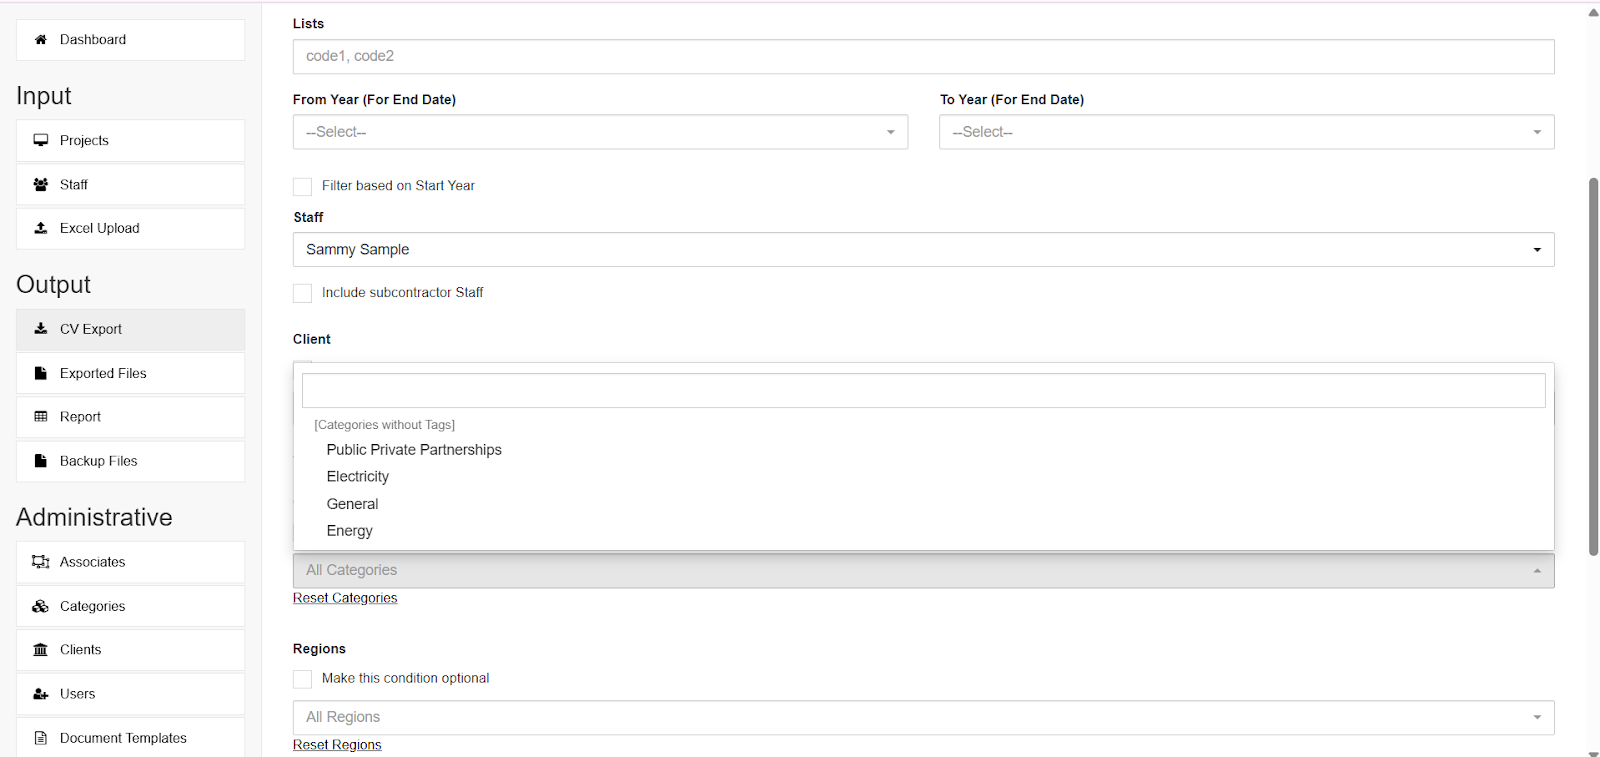 Dashboard
Input
Projects
Staff
Excel Upload
Output
CV Export
Exported Files
Report
Backup Files
Administrative
Associates
Categories
Clients
Users
Document Templates
Lists
code1, code2
From Year (For End Date)
To Year (For End Date)
--Select--
--Select--
Filter based on Start Year
Staff
Sammy Sample
Include subcontractor Staff
Client
[Categories without Tags]
Public Private Partnerships
Electricity
General
Energy
All Categories
Reset Categories
Regions
Make this condition optional
All Regions
Reset Regions